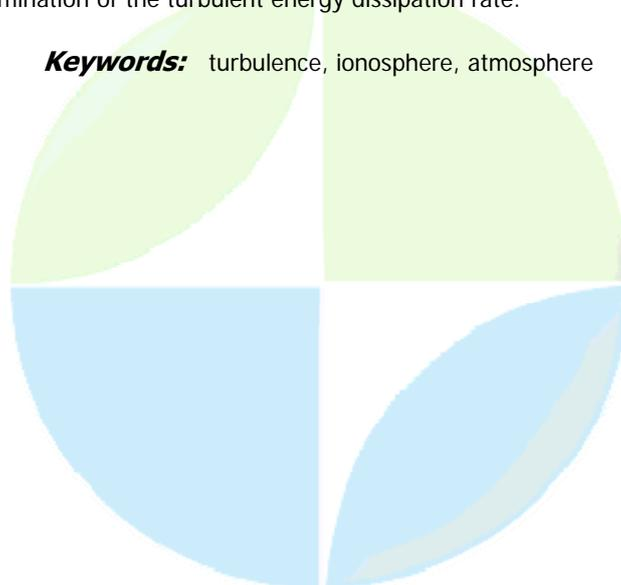 mination of the turbulent energy dissipation rate.
Keywords: turbulence, ionosphere, atmosphere